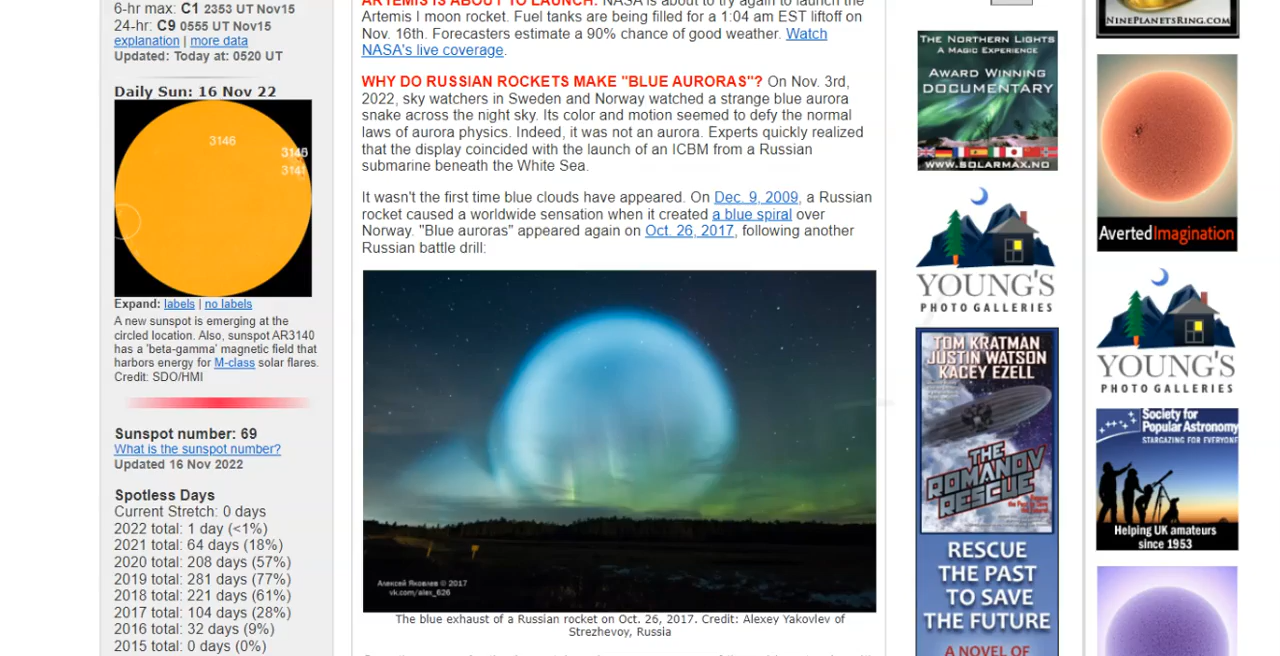 6-hr max: C1 2353 UT Nov15
24-hr: C9 0555 UT Nov15
explanation | more data
Updated: Today at: 0520 UT
Daily Sun: 16 Nov 22
3146
3145
3141
Expand: labels | no labels
A new sunspot is emerging at the
circled location. Also, sunspot AR3140
has a 'beta-gamma' magnetic field that
harbors energy for M-class solar flares.
Credit: SDO/HMI
Sunspot number: 69
What is the sunspot number?
Updated 16 Nov 2022
Spotless Days
Current Stretch: 0 days
2022 total: 1 day (<1%)
2021 total: 64 days (18%)
2020 total: 208 days (57%)
2019 total: 281 days (77%)
2018 total: 221 days (61%)
2017 total: 104 days (28%)
2016 total: 32 days (9%)
2015 total: 0 days (0%)
ARTEMIS IS ABOUT TO LAUNCH: NASA is about to try again to launch the
Artemis I moon rocket. Fuel tanks are being filled for a 1:04 am EST liftoff on
Nov. 16th. Forecasters estimate a 90% chance of good weather. Watch
NASA's live coverage.
WHY DO RUSSIAN ROCKETS MAKE "BLUE AURORAS"? On Nov. 3rd,
2022, sky watchers in Sweden and Norway watched a strange blue aurora
snake across the night sky. Its color and motion seemed to defy the normal
laws of aurora physics. Indeed, it was not an aurora. Experts quickly realized
that the display coincided with the launch of an ICBM from a Russian
submarine beneath the White Sea.
It wasn't the first time blue clouds have appeared. On Dec. 9, 2009, a Russian
rocket caused a worldwide sensation when it created a blue spiral over
Norway. "Blue auroras" appeared again on Oct. 26, 2017, following another
Russian battle drill:
Алексей Яковлев © 2017
vk.com/alex_626
The blue exhaust of a Russian rocket on Oct. 26, 2017. Credit: Alexey Yakovlev of
Strezhevoy, Russia
THE NORTHERN LIGHTS
A MAGIC EXPERIENCE
AWARD WINNING
DOCUMENTARY
WWW.SOLARMAX.NO
YOUNG'S
PHOTO GALLERIES
TOM KRATMAN
JUSTIN WATSON
KACEY EZELL
THE
ROMANOV
RESCUE
RESCUE
THE PAST
TO SAVE
THE FUTURE
A NOVEL OF
NINEPLANETSRING.COM
AvertedImagination
YOUNG'S
PHOTO GALLERIES
Society for
Popular Astronomy
STARGAZING FOR EVERYONE
Helping UK amateurs
since 1953